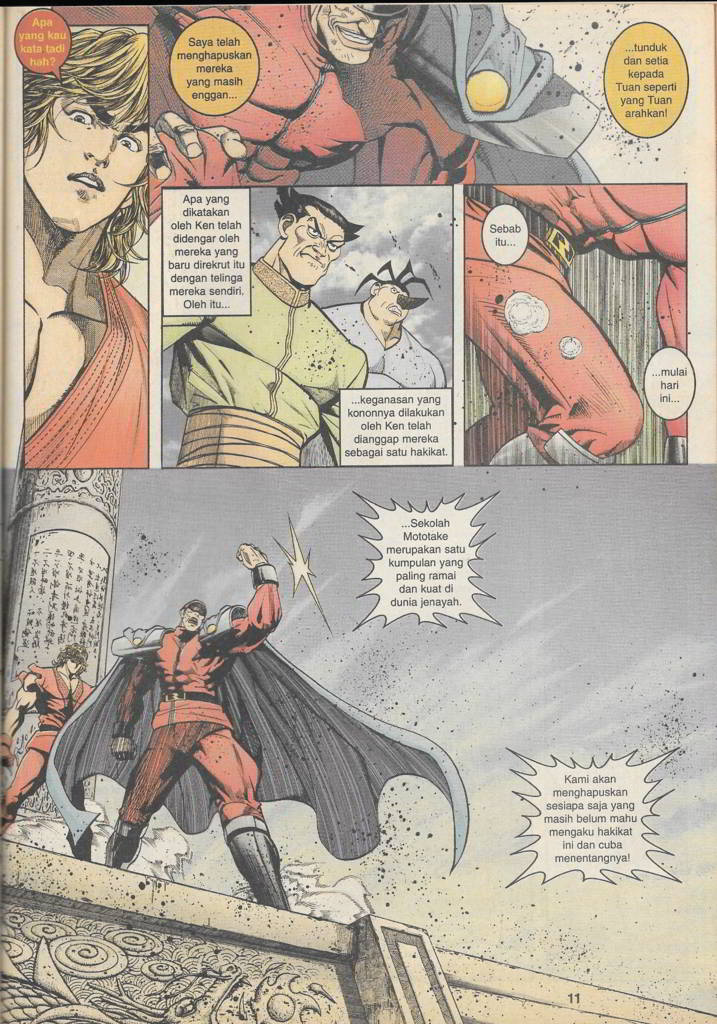 Apa
yang kau
kata tadi
hah?
Saya telah
menghapuskan
mereka
yang masih
enggan...
...tunduk
dan setia
kepada
Tuan seperti
yang Tuan
arahkan!
Apa yang
dikatakan
oleh Ken telah
didengar oleh
mereka yang
baru direkrut itu
dengan telinga
mereka sendiri.
Oleh itu...
...keganasan yang
kononnya dilakukan
oleh Ken telah
dianggap mereka
sebagai satu hakikat.
Sebab
itu...
...mulai
hari
ini...
...Sekolah
Mototake
merupakan satu
kumpulan yang
paling ramai
dan kuat di
dunia jenayah.
Kami akan
menghapuskan
sesiapa saja yang
masih belum mahu
mengaku hakikat
ini dan cuba
menentangnya!
11